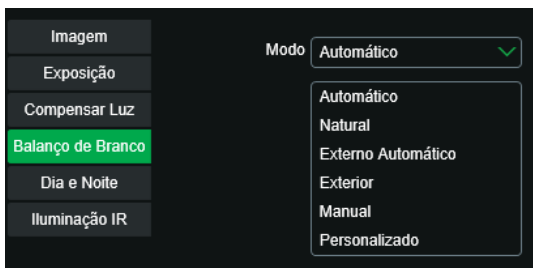 Imagem
Exposição
Compensar Luz
Balanço de Branco
Dia e Noite
Iluminação IR
Modo Automático
Automático
Natural
Externo Automático
Exterior
Manual
Personalizado